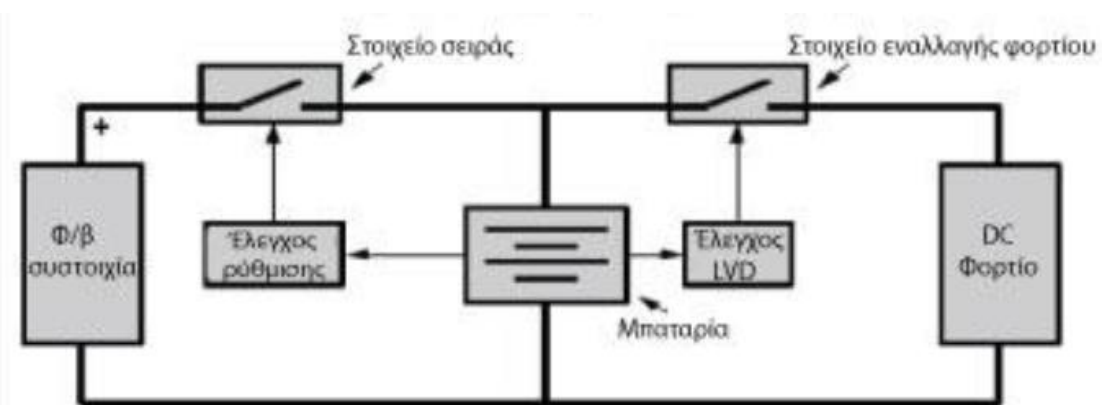 Στοιχείο σειράς
Στοιχείο εναλλαγής φορτίου
+
Φ/β
συστοιχία
Έλεγχος
ρύθμισης
Έλεγχος
LVD
DC
Φορτίο
Μπαταρία